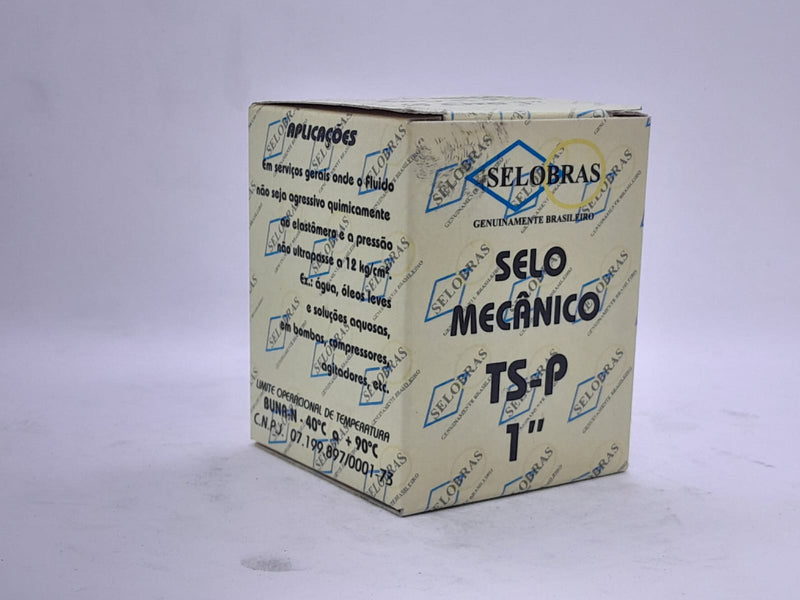 APLICAÇÕES
Em serviços gerais onde o fluido
não seja agressivo quimicamente
ao elastômero e a pressão
não ultrapasse a 12 kg/cm².
Ex.: água, óleos leves
e soluções aquosas,
em bombas, compressores,
agitadores, etc.
LIMITE OPERACIONAL DE TEMPERATURA
BUNA-N - 40°C a + 90°C
C.N.P.J. 07.199.897/0001-73
SELOBRAS
GENUINAMENTE BRASILEIRO
SELO
MECÂNICO
TS-P
1"